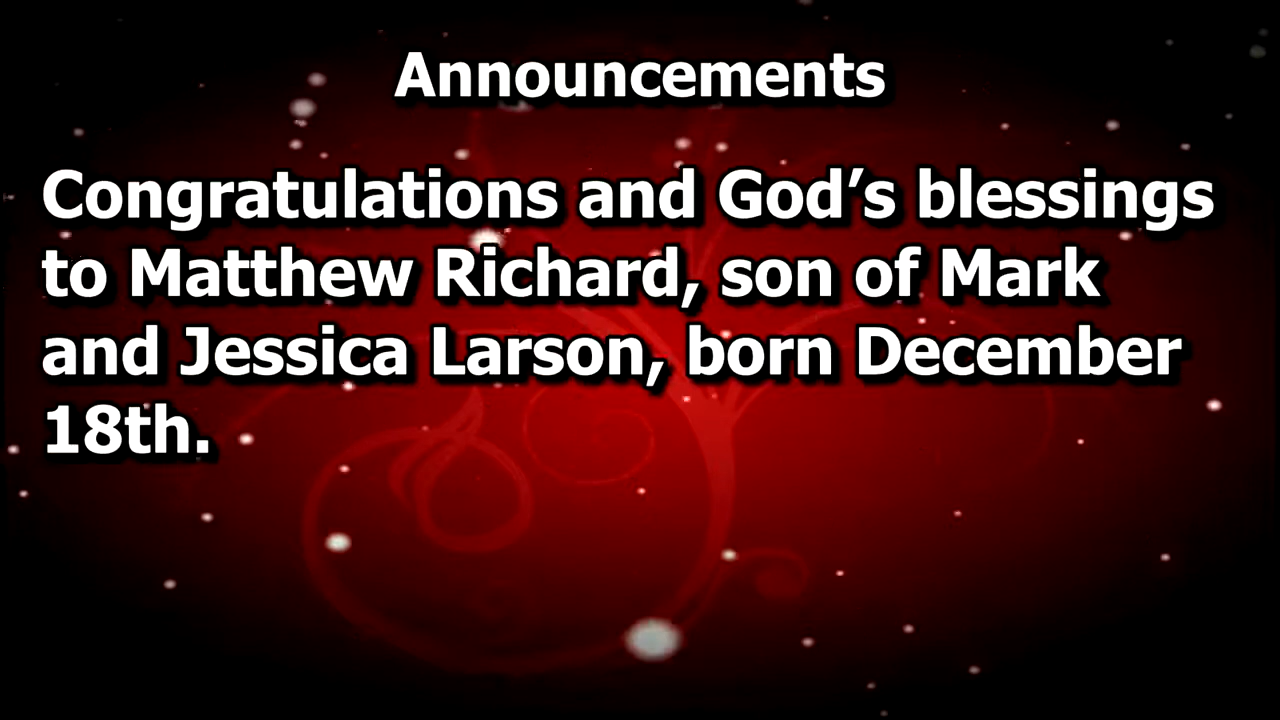 Announcements
Congratulations and God’s blessings
to Matthew Richard, son of Mark
and Jessica Larson, born December
18th.